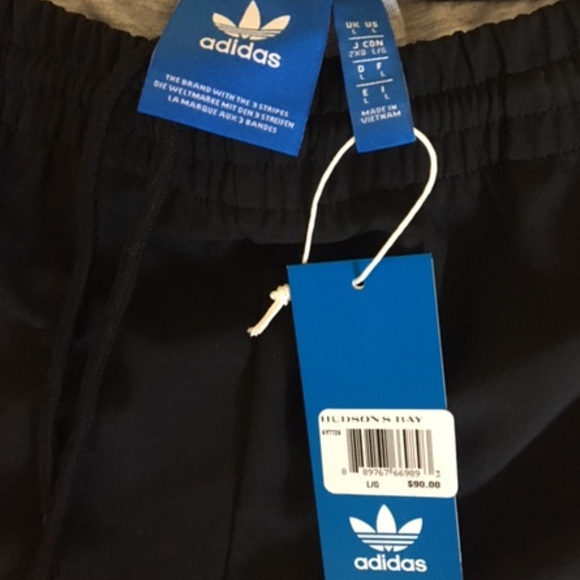 adidas
THE BRAND WITH THE 3 STRIPES
DIE WELTMARKE MIT DEN 3 STREIFEN
LA MARQUE AUX 3 BANDES
UK US
L L
J CDN
2XO L/G
D F
L L
E I
L L
MADE IN
VIETNAM
HUDSON'S BAY
8 89767 66989 3
L/G $90.00
adidas